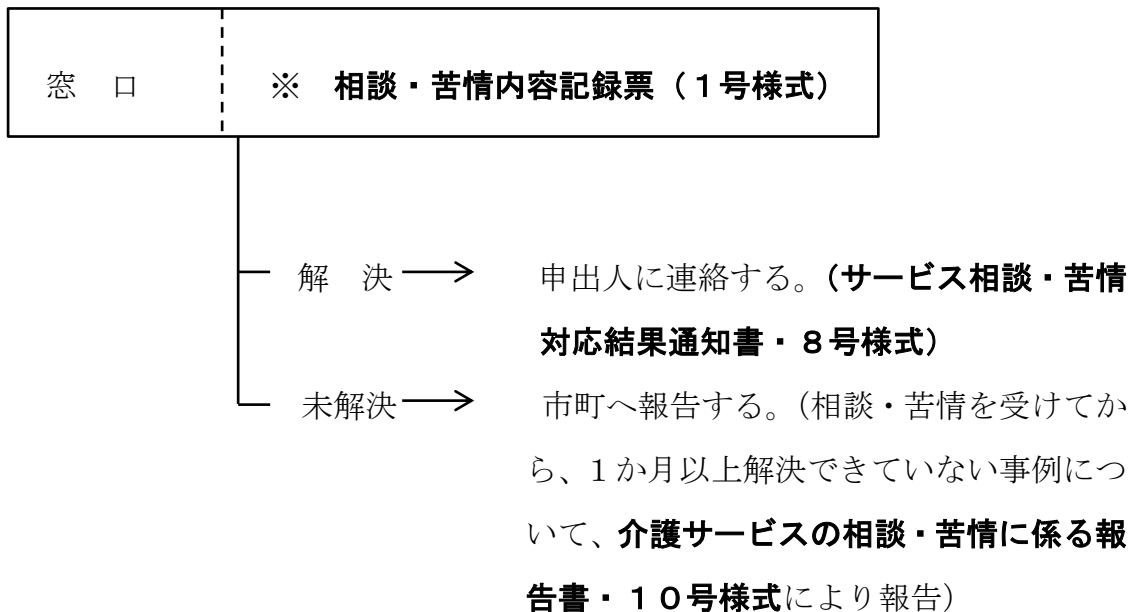 窓　口　※　相談・苦情内容記録票（１号様式）
解　決　申出人に連絡する。（サービス相談・苦情
対応結果通知書・８号様式）
未解決　市町へ報告する。（相談・苦情を受けてか
ら、１か月以上解決できていない事例につ
いて、介護サービスの相談・苦情に係る報
告書・１０号様式により報告）